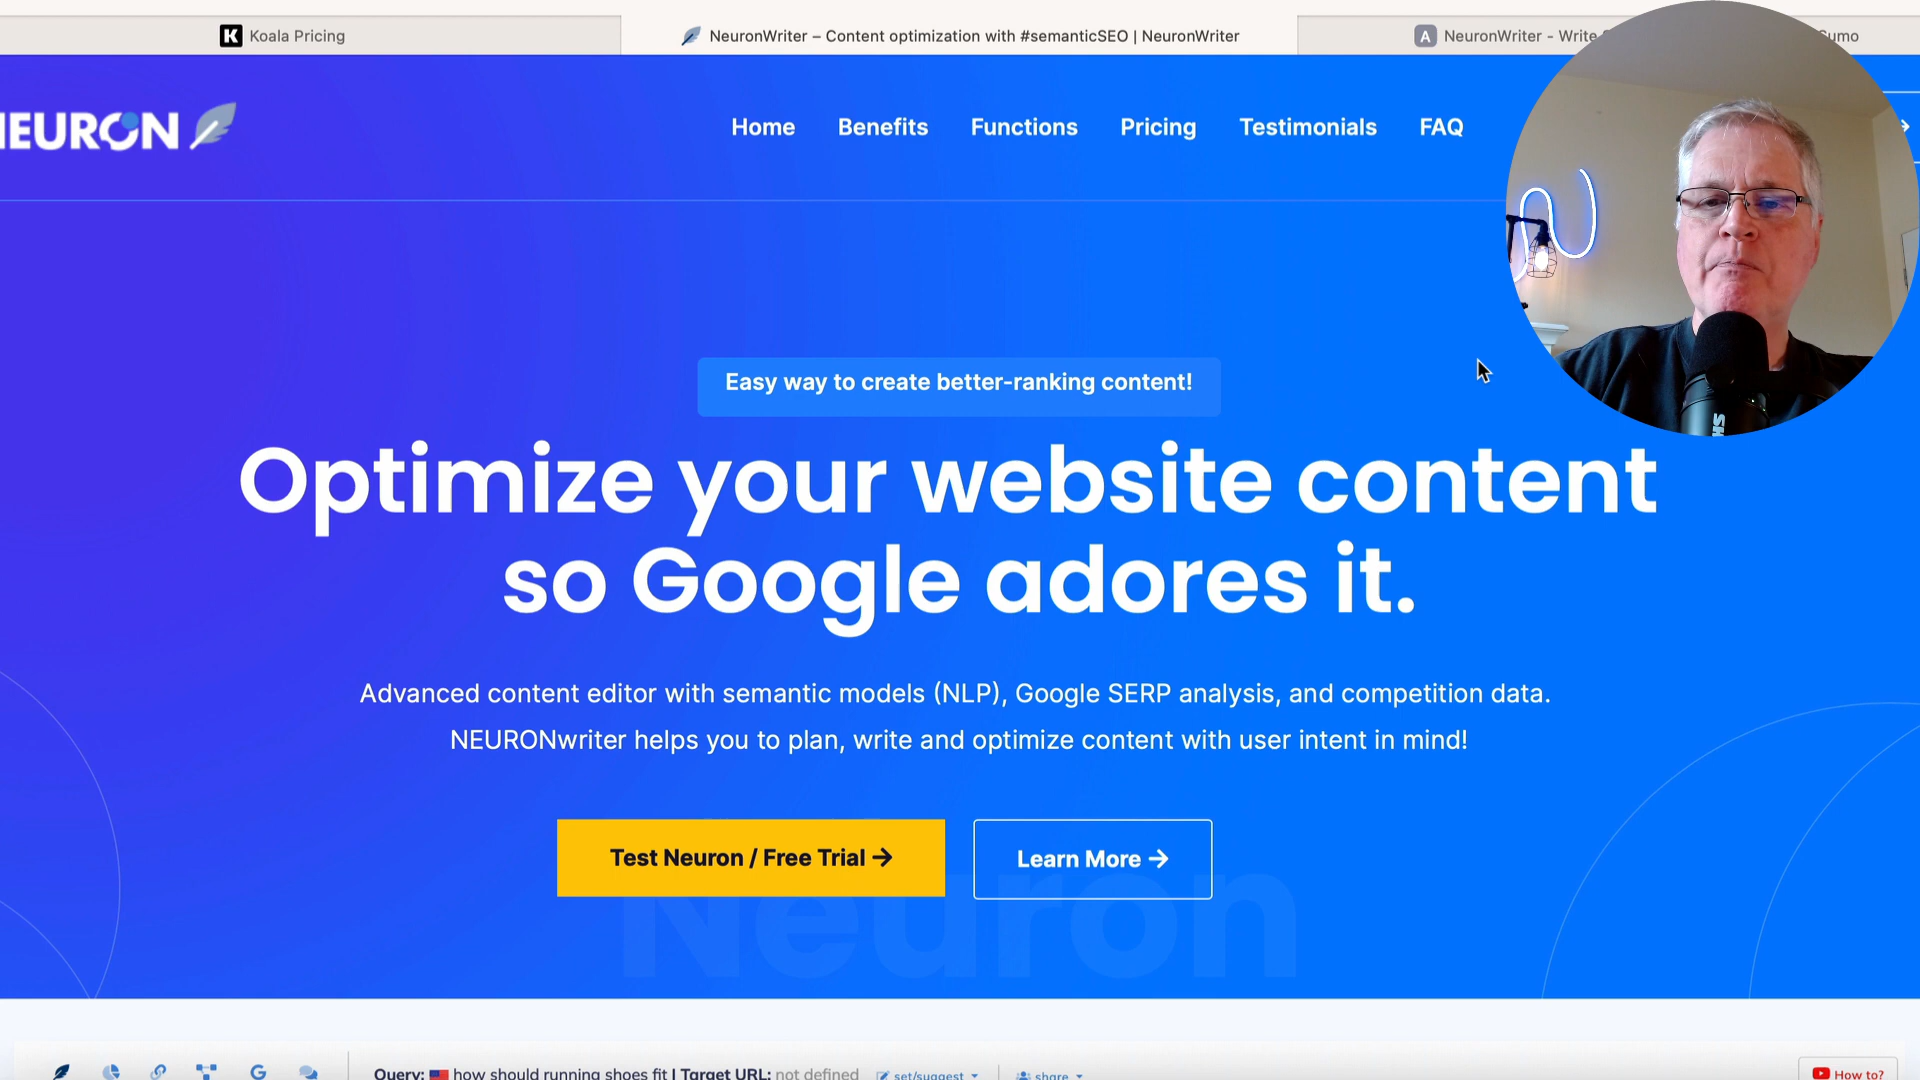 Koala Pricing
NeuronWriter – Content optimization with #semanticSEO | NeuronWriter
A NeuronWriter - Write
NEURON
Home Benefits Functions Pricing Testimonials FAQ
Easy way to create better-ranking content!
Optimize your website content
so Google adores it.
Advanced content editor with semantic models (NLP), Google SERP analysis, and competition data.
NEURONwriter helps you to plan, write and optimize content with user intent in mind!
Test Neuron / Free Trial → Learn More →
Neuron
Query: how should running shoes fit | Target URL: not defined set/suggest share How to?